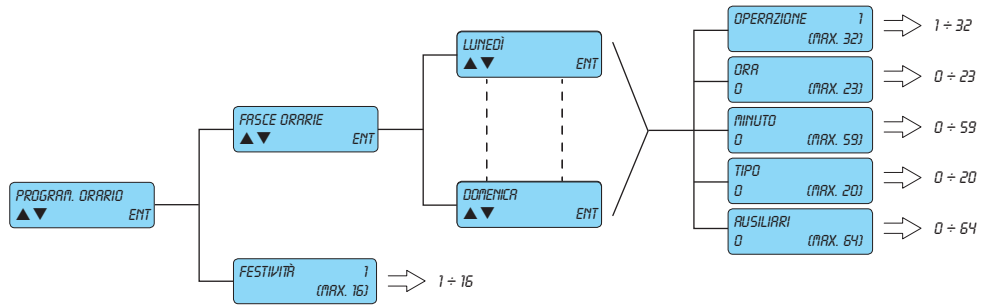 PROGRAM. ORARIO
▲▼ ENT
FASCE ORARIE
▲▼ ENT
FESTIVITÀ 1
(MAX. 16)
1 ÷ 16
LUNEDÌ
▲▼ ENT
DOMENICA
▲▼ ENT
OPERAZIONE 1
(MAX. 32)
1 ÷ 32
ORA
0 (MAX. 23)
0 ÷ 23
MINUTO
0 (MAX. 59)
0 ÷ 59
TIPO
0 (MAX. 20)
0 ÷ 20
AUSILIARI
0 (MAX. 64)
0 ÷ 64